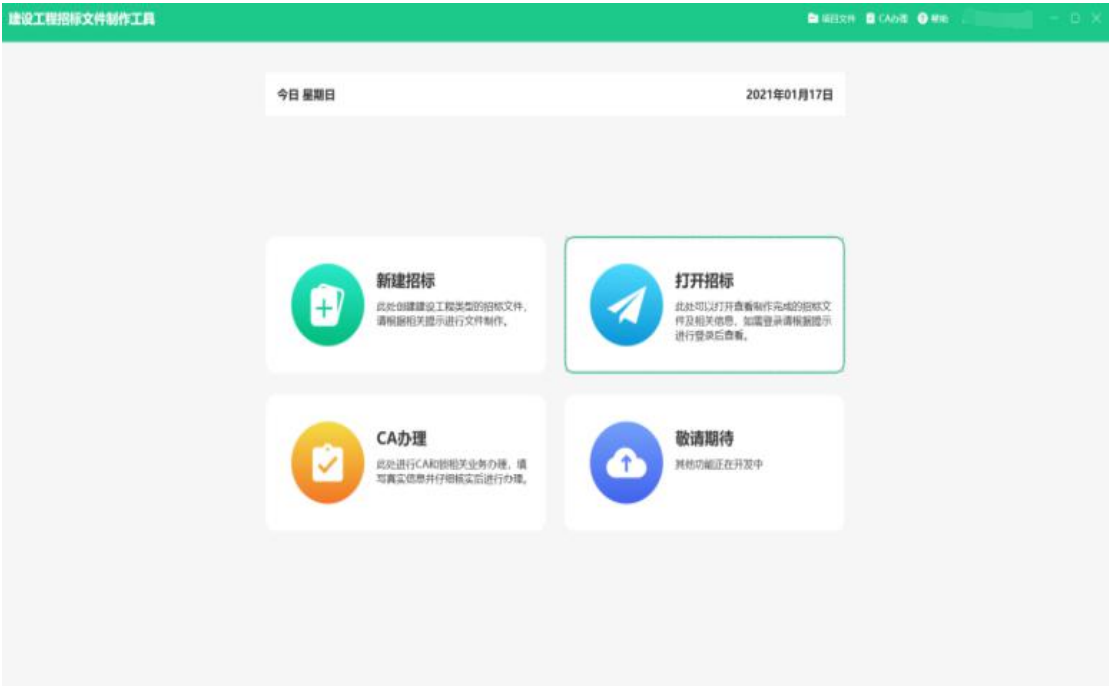 建设工程招标文件制作工具
项目文件 CA办理 帮助
今日 星期日 2021年01月17日
新建招标
此处创建建设工程类型的招标文件，
请根据相关提示进行文件制作。
打开招标
此处可以打开查看制作完成的招标文
件及相关信息，如需登录请根据提示
进行登录后查看。
CA办理
此处进行CA和锁相关业务办理，填
写真实信息并仔细核实后进行办理。
敬请期待
其他功能正在开发中